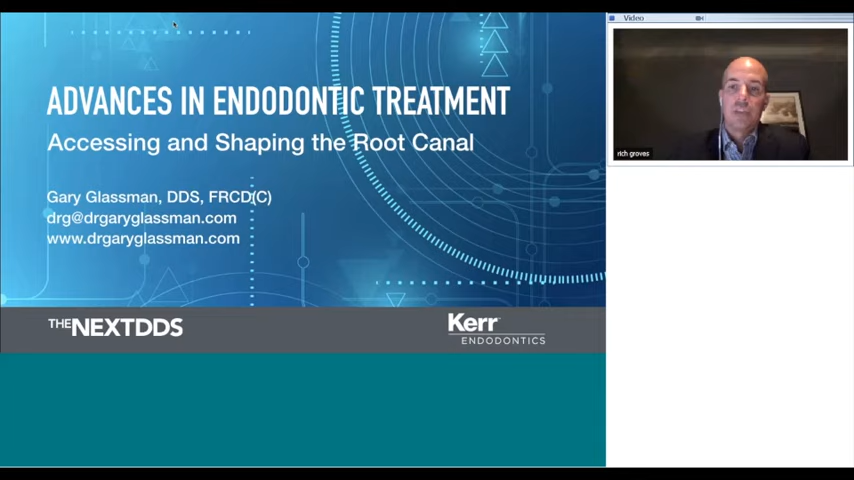 ADVANCES IN ENDODONTIC TREATMENT
Accessing and Shaping the Root Canal
Gary Glassman, DDS, FRCD(C)
drg@drgaryglassman.com
www.drgaryglassman.com
THENEXTDDS
Kerr
ENDODONTICS
Video
rich groves